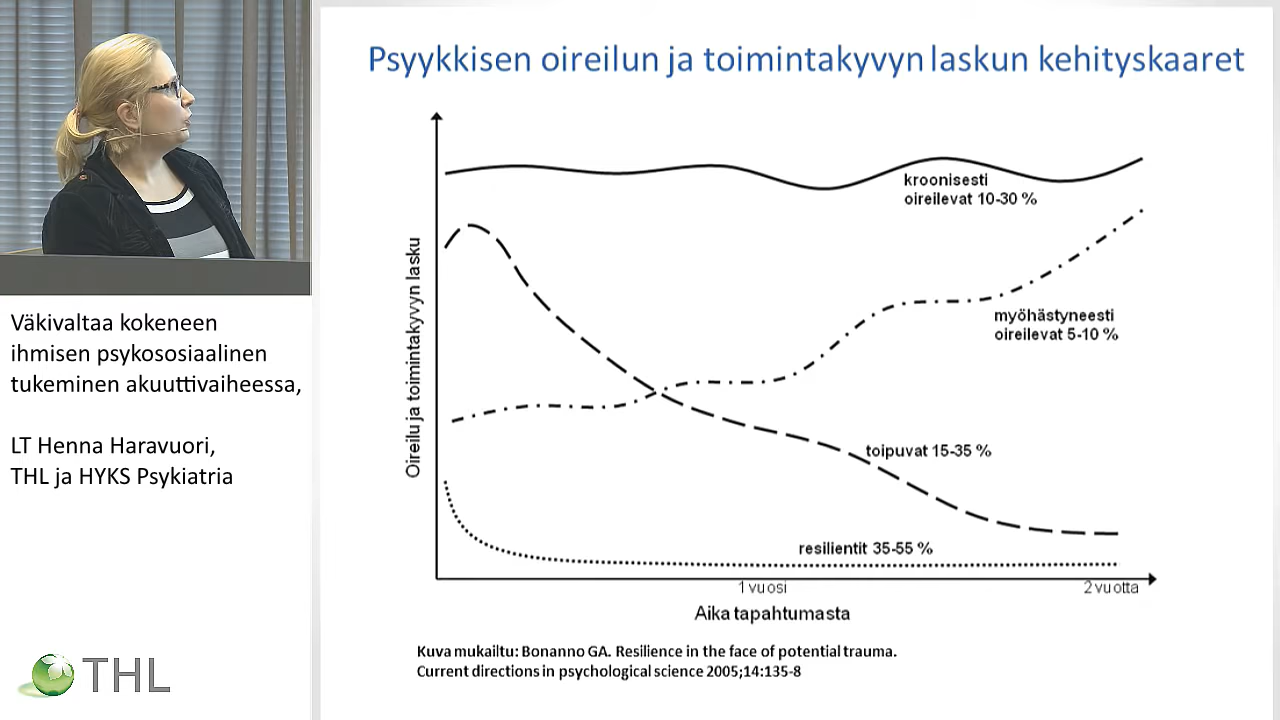 Psyykkisen oireilun ja toimintakyvyn laskun kehityskaaret
Oireilu ja toimintakyvyn lasku
kroonisesti
oireilevat 10-30 %
myöhästyneesti
oireilevat 5-10 %
toipuvat 15-35 %
resilientit 35-55 %
1 vuosi
2 vuotta
Aika tapahtumasta
Kuva mukailtu: Bonanno GA. Resilience in the face of potential trauma.
Current directions in psychological science 2005;14:135-8
Väkivaltaa kokeneen
ihmisen psykososiaalinen
tukeminen akuuttivaiheessa,
LT Henna Haravuori,
THL ja HYKS Psykiatria
THL